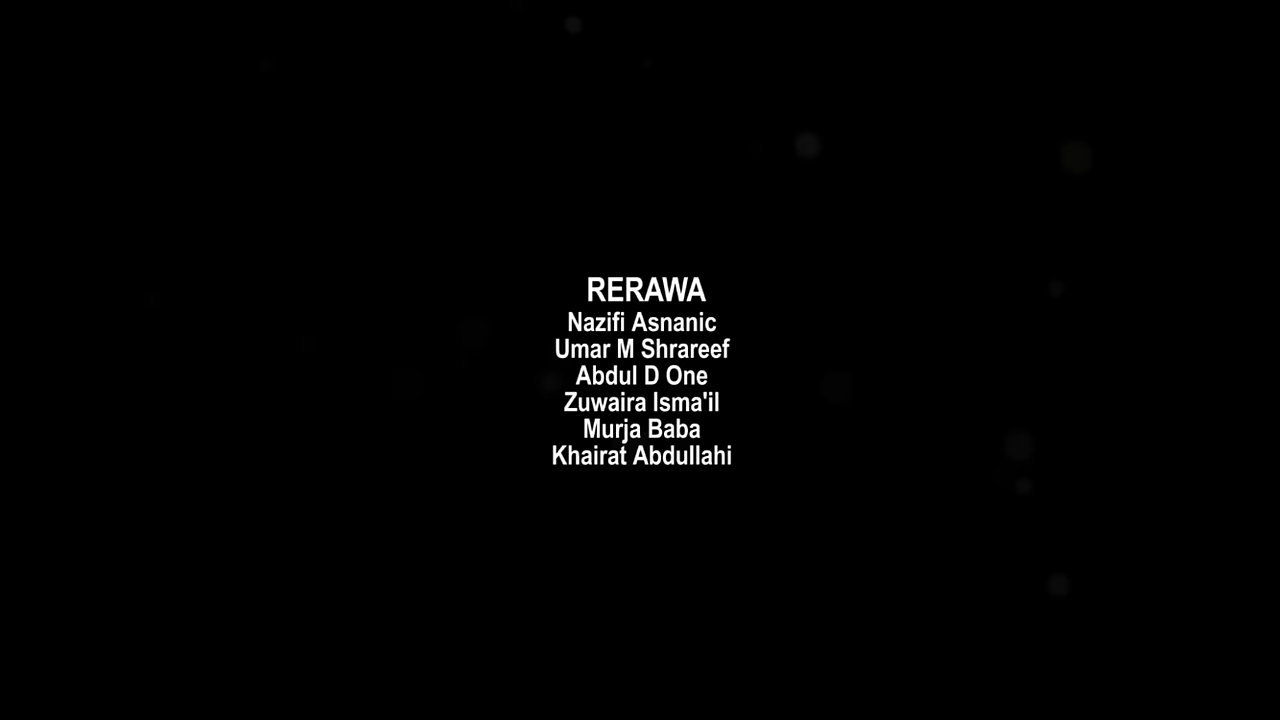 RERAWA
Nazifi Asnanic
Umar M Shrareef
Abdul D One
Zuwaira Isma'il
Murja Baba
Khairat Abdullahi